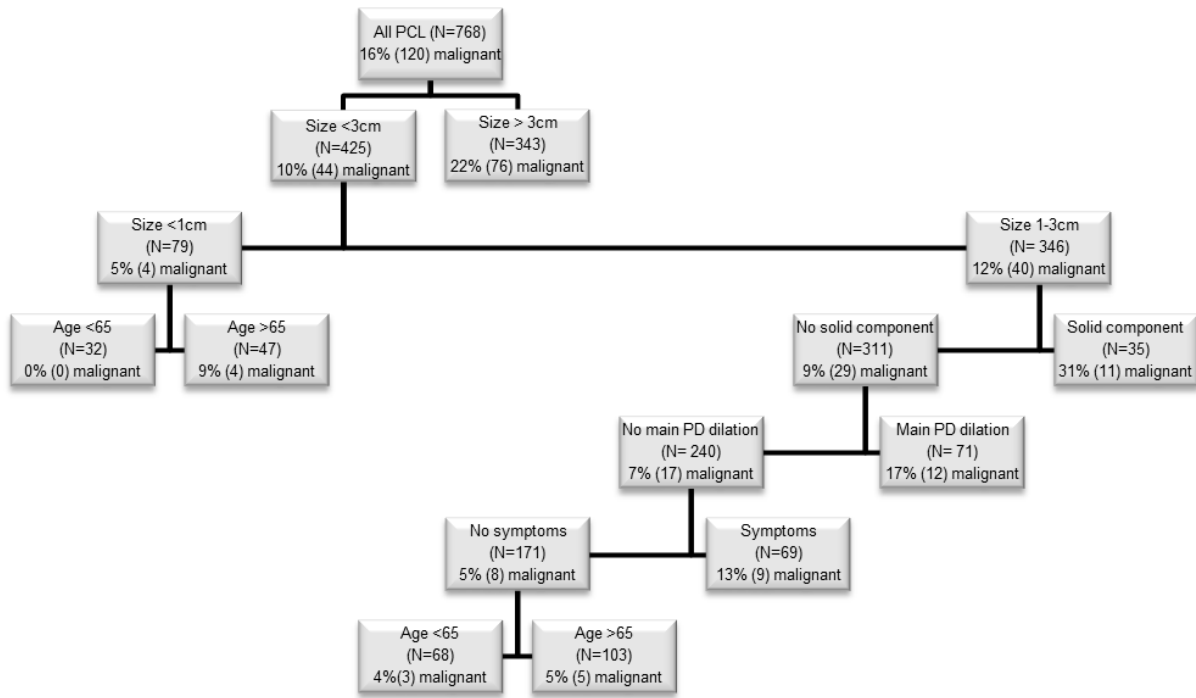 All PCL (N=768)
16% (120) malignant
Size <3cm
(N=425)
10% (44) malignant
Size > 3cm
(N=343)
22% (76) malignant
Size <1cm
(N=79)
5% (4) malignant
Size 1-3cm
(N= 346)
12% (40) malignant
Age <65
(N=32)
0% (0) malignant
Age >65
(N=47)
9% (4) malignant
No solid component
(N=311)
9% (29) malignant
Solid component
(N=35)
31% (11) malignant
No main PD dilation
(N= 240)
7% (17) malignant
Main PD dilation
(N= 71)
17% (12) malignant
No symptoms
(N=171)
5% (8) malignant
Symptoms
(N=69)
13% (9) malignant
Age <65
(N=68)
4%(3) malignant
Age >65
(N=103)
5% (5) malignant